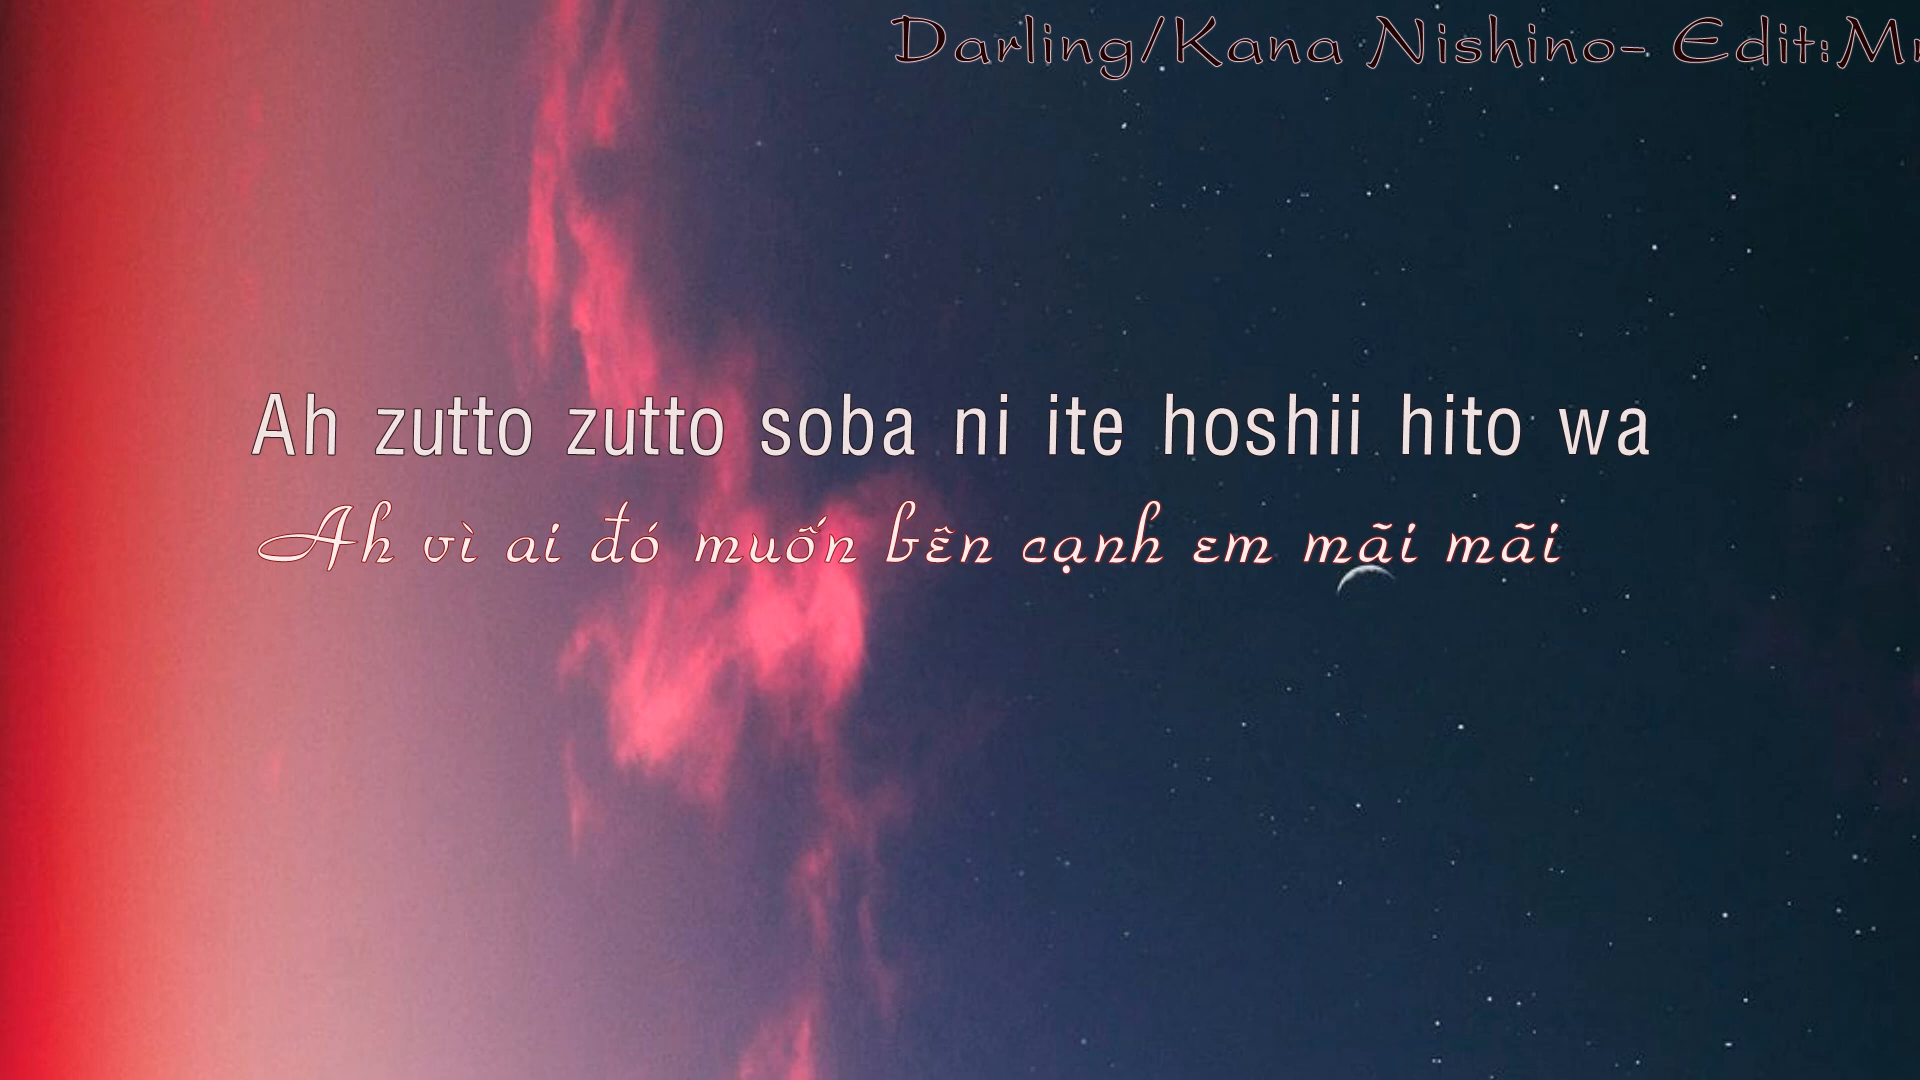 Darling/Kana Nishino- Edit:
Ah zutto zutto soba ni ite hoshii hito wa
Ah vì ai đó muốn bên cạnh em mãi mãi